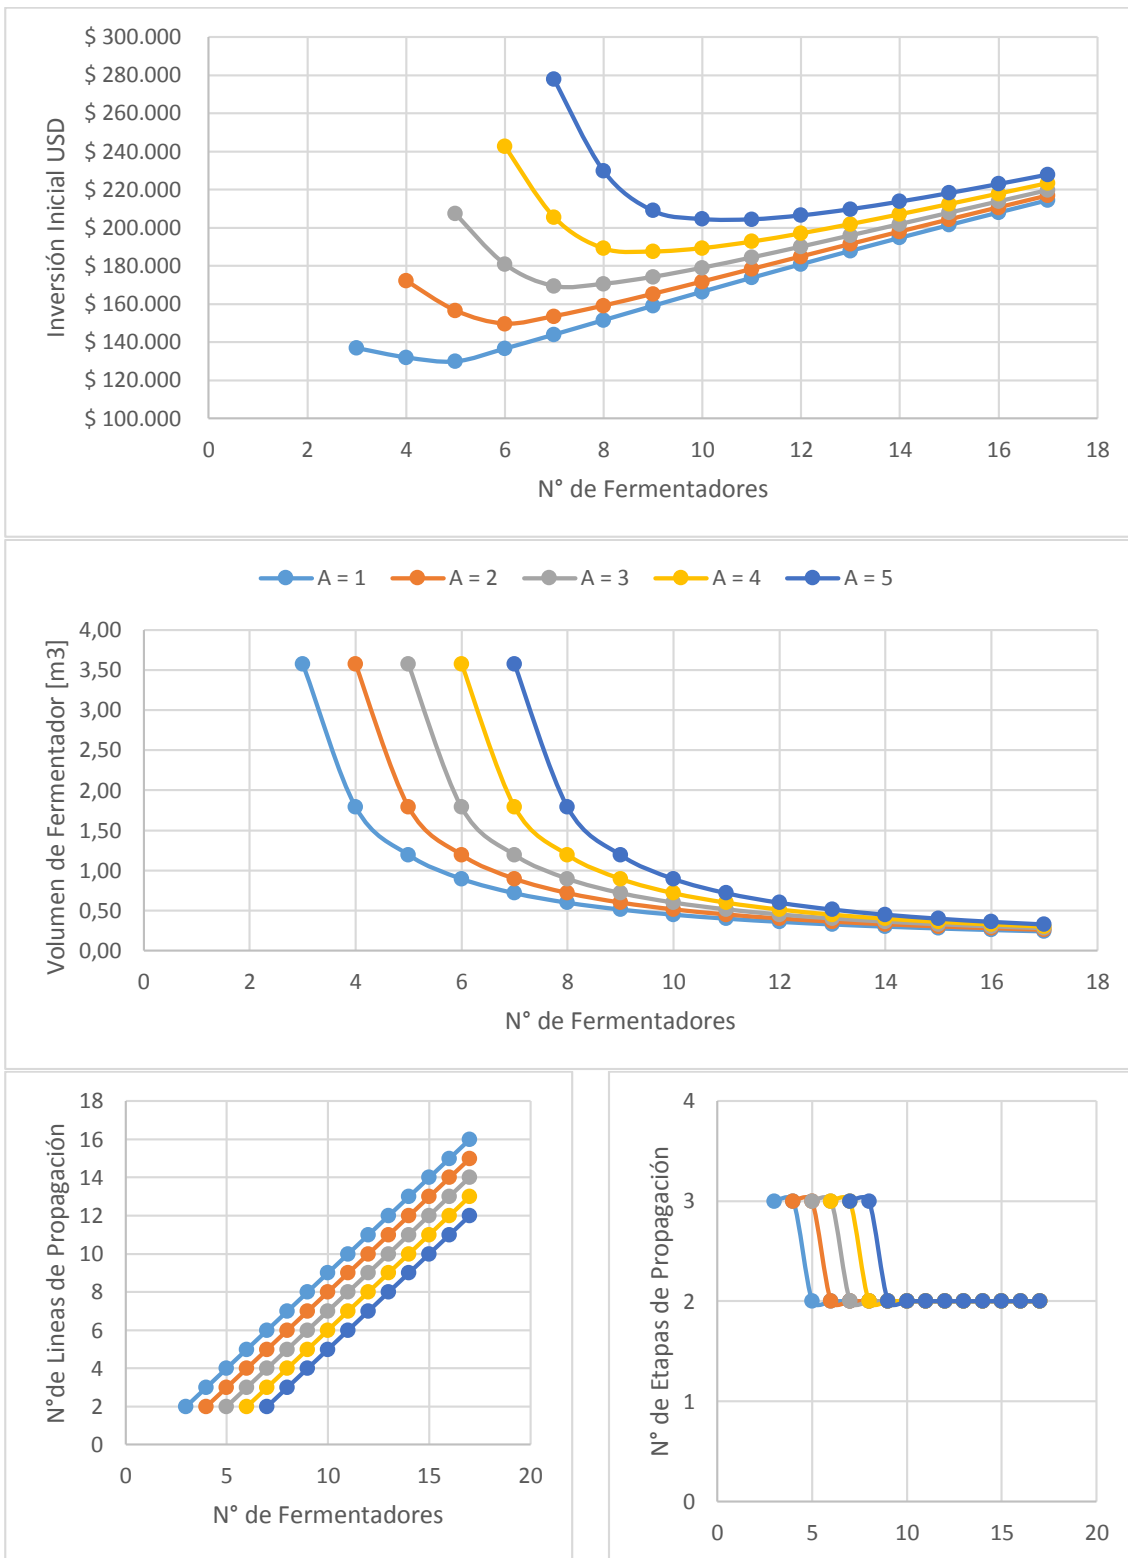 $ 300.000
$ 280.000
$ 260.000
$ 240.000
$ 220.000
$ 200.000
$ 180.000
$ 160.000
$ 140.000
$ 120.000
$ 100.000
Inversión Inicial USD
0 2 4 6 8 10 12 14 16 18
N° de Fermentadores
A = 1 A = 2 A = 3 A = 4 A = 5
4,00
3,50
3,00
2,50
2,00
1,50
1,00
0,50
0,00
Volumen de Fermentador [m3]
0 2 4 6 8 10 12 14 16 18
N° de Fermentadores
18
16
14
12
10
8
6
4
2
0
N°de Lineas de Propagación
0 5 10 15 20
N° de Fermentadores
4
3
2
1
0
N° de Etapas de Propagación
0 5 10 15 20